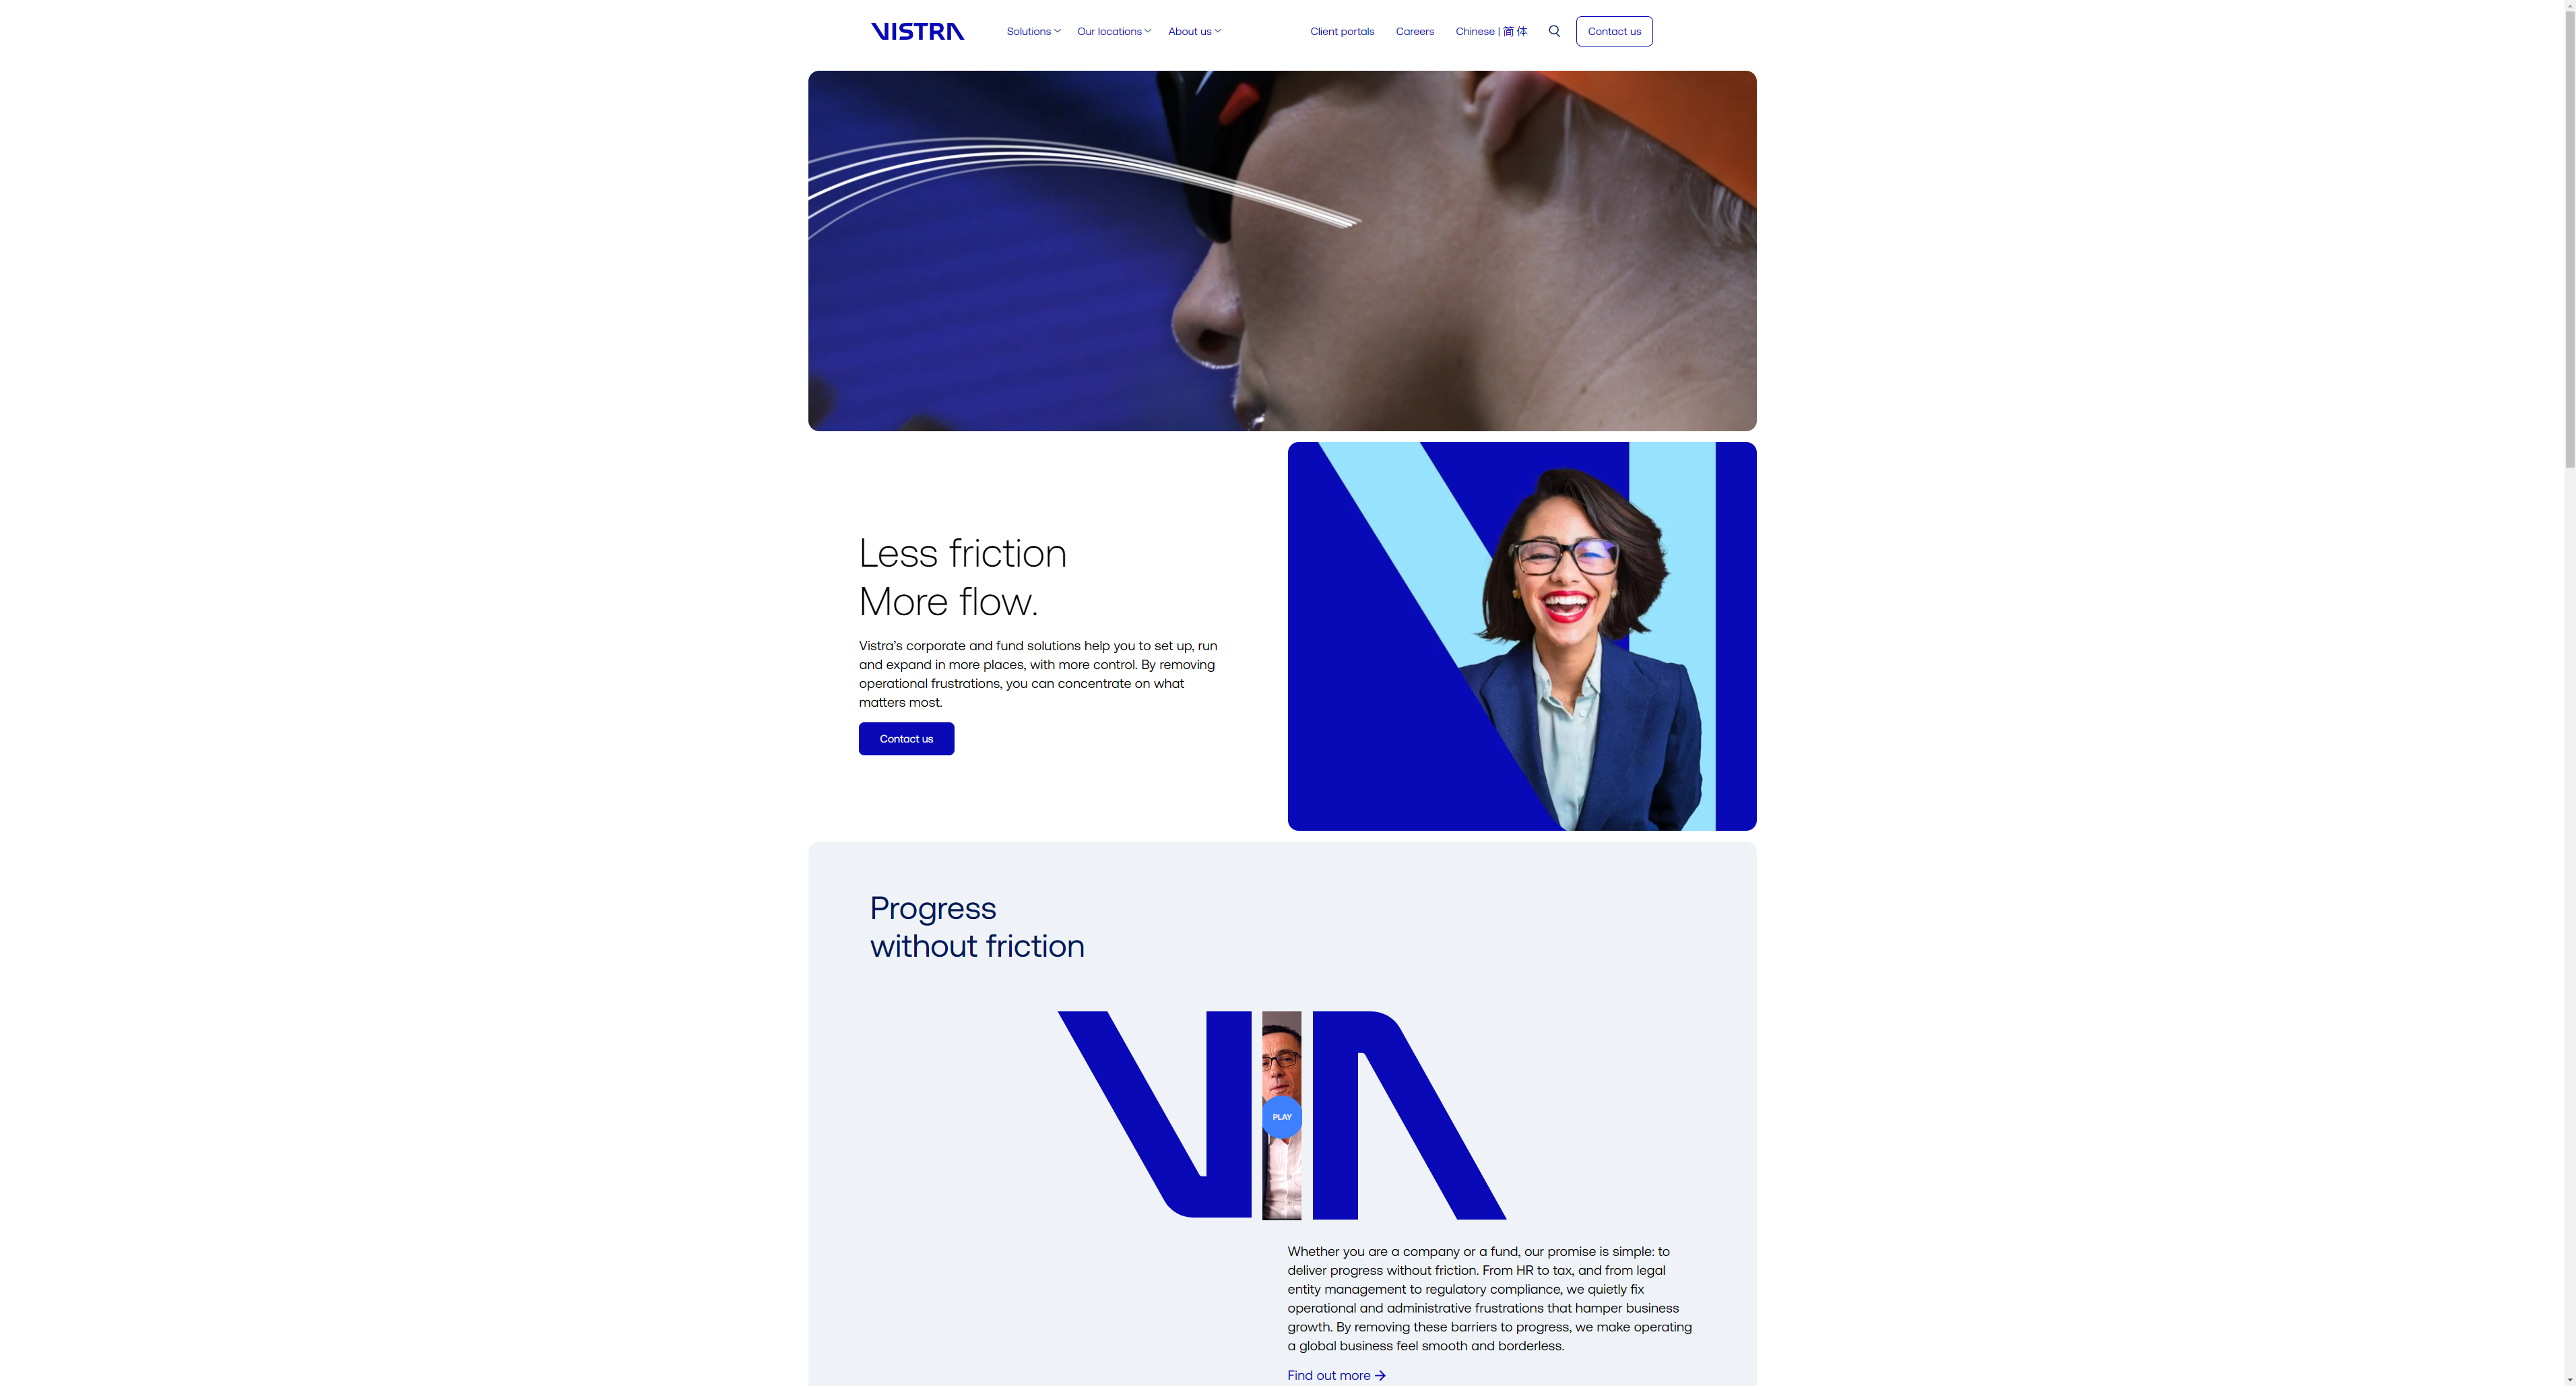 VISTRA
Solutions
Our locations
About us
Client portals
Careers
Chinese | 简体
Contact us
Less friction
More flow.
Vistra’s corporate and fund solutions help you to set up, run
and expand in more places, with more control. By removing
operational frustrations, you can concentrate on what
matters most.
Contact us
Progress
without friction
PLAY
Whether you are a company or a fund, our promise is simple: to
deliver progress without friction. From HR to tax, and from legal
entity management to regulatory compliance, we quietly fix
operational and administrative frustrations that hamper business
growth. By removing these barriers to progress, we make operating
a global business feel smooth and borderless.
Find out more